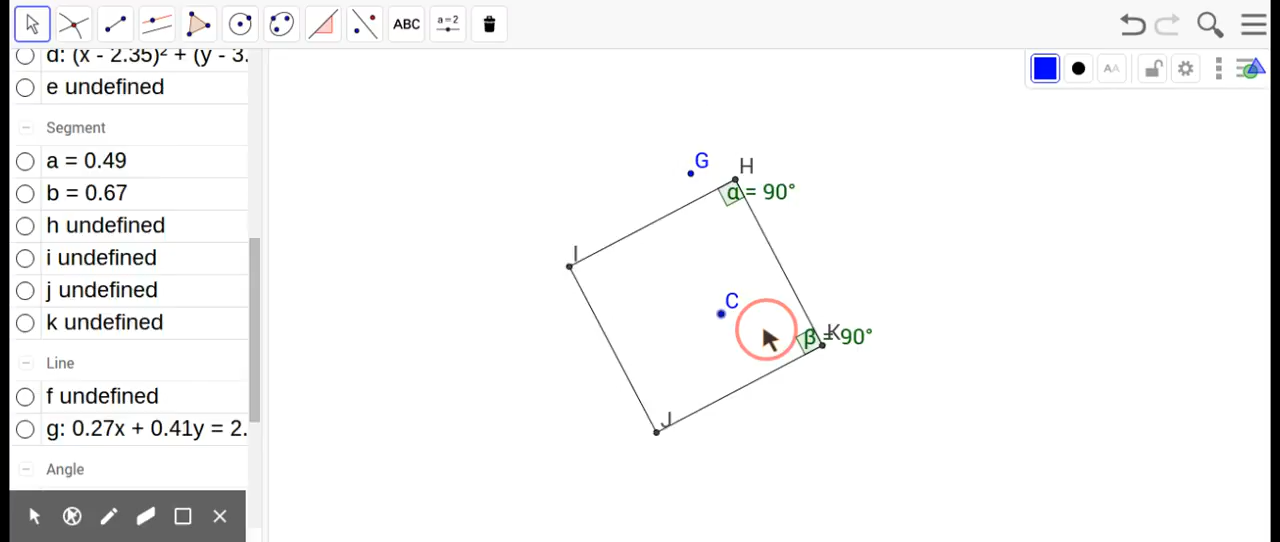 ABC
a=2
AA
d: (x - 2.35)² + (y - 3.
e undefined
Segment
a = 0.49
b = 0.67
h undefined
i undefined
j undefined
k undefined
Line
f undefined
g: 0.27x + 0.41y = 2.
Angle
G
H
α = 90°
I
C
K
β = 90°
J